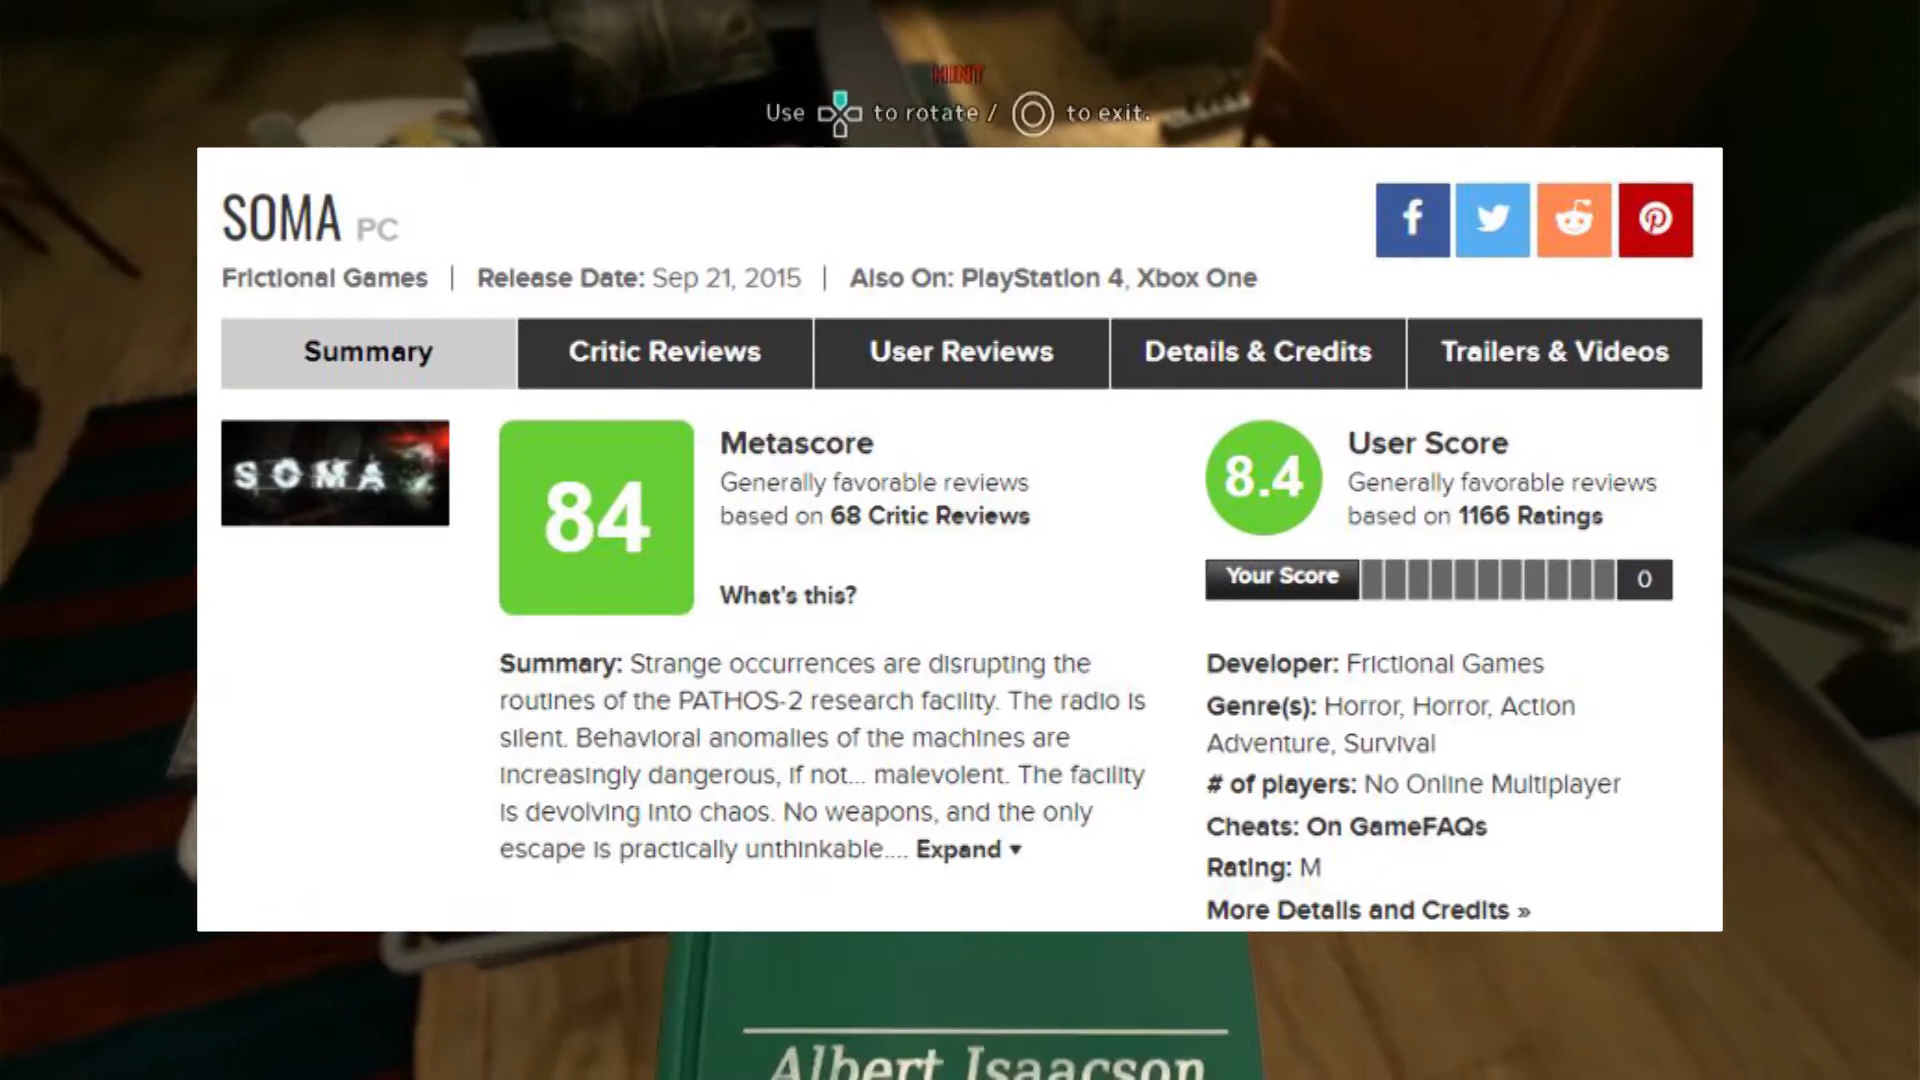 HINT
Use to rotate / to exit.
SOMA PC
Frictional Games | Release Date: Sep 21, 2015 | Also On: PlayStation 4, Xbox One
Summary Critic Reviews User Reviews Details & Credits Trailers & Videos
SOMA
84
Metascore
Generally favorable reviews
based on 68 Critic Reviews
What's this?
8.4
User Score
Generally favorable reviews
based on 1166 Ratings
Your Score 0
Summary: Strange occurrences are disrupting the
routines of the PATHOS-2 research facility. The radio is
silent. Behavioral anomalies of the machines are
increasingly dangerous, if not... malevolent. The facility
is devolving into chaos. No weapons, and the only
escape is practically unthinkable.... Expand
Developer: Frictional Games
Genre(s): Horror, Horror, Action
Adventure, Survival
# of players: No Online Multiplayer
Cheats: On GameFAQs
Rating: M
More Details and Credits »
Albert Isaacson